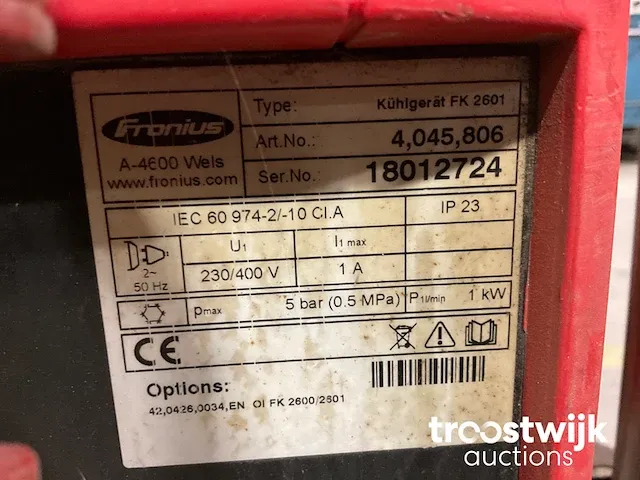 Fronius
A-4600 Wels
www.fronius.com
Type: Kühlgerät FK 2601
Art.No.: 4,045,806
Ser.No.: 18012724
IEC 60 974-2/-10 Cl.A IP 23
2~
50 Hz
U1 I1 max
230/400 V 1 A
pmax 5 bar (0.5 MPa) P1l/min 1 kW
CE
Options:
42,0426,0034,EN OI FK 2600/2601
troostwijk
auctions